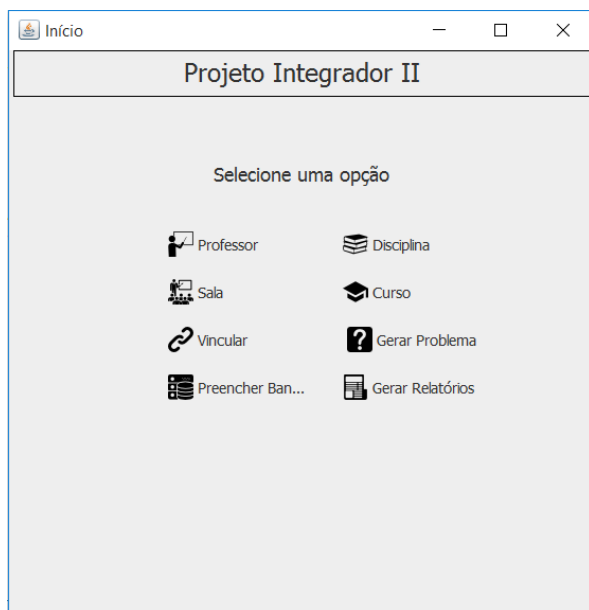 Início
Projeto Integrador II
Selecione uma opção
Professor Disciplina
Sala Curso
Vincular Gerar Problema
Preencher Ban... Gerar Relatórios